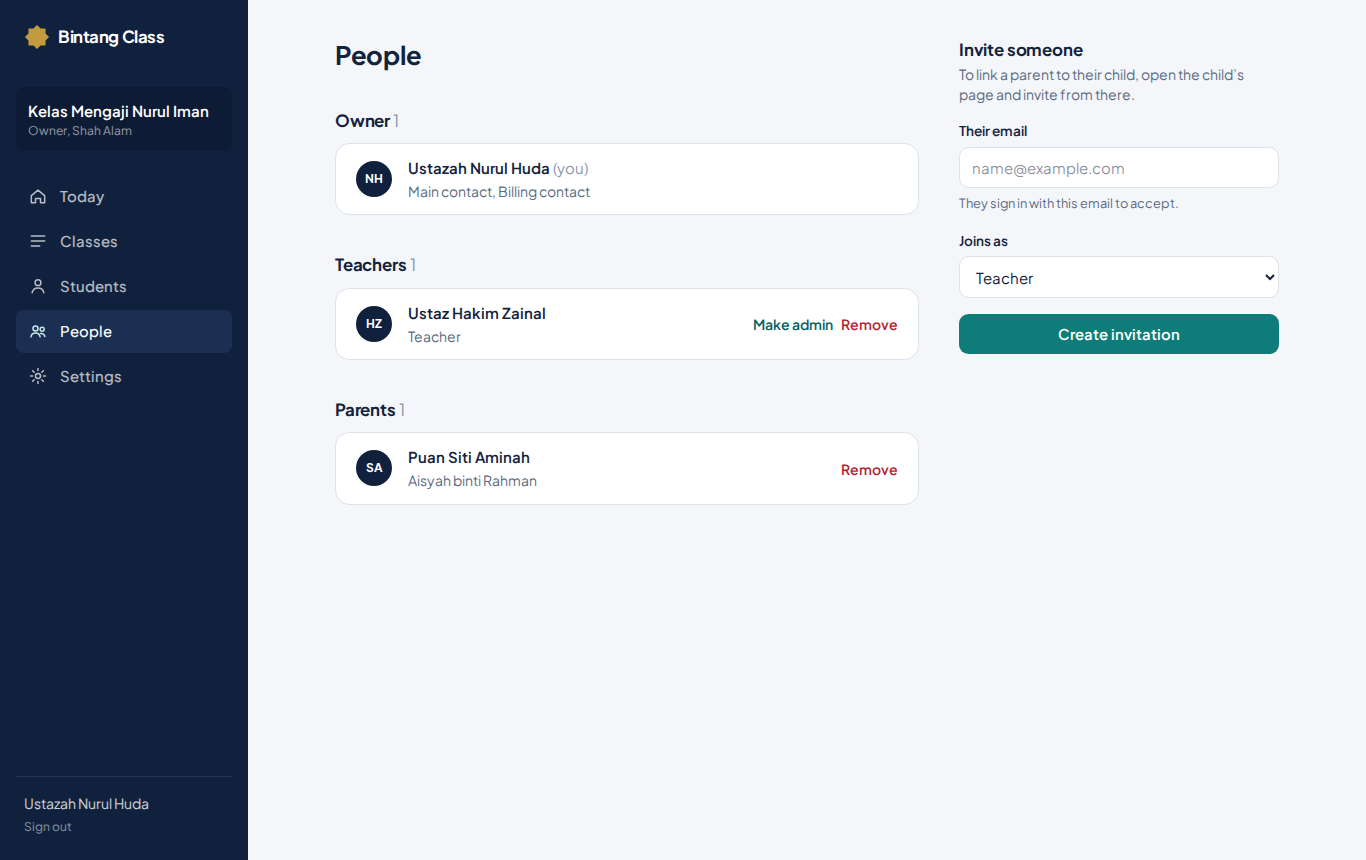 Bintang Class
Kelas Mengaji Nurul Iman
Owner, Shah Alam
Today
Classes
Students
People
Settings
Ustazah Nurul Huda
Sign out
People
Owner 1
NH
Ustazah Nurul Huda (you)
Main contact, Billing contact
Teachers 1
HZ
Ustaz Hakim Zainal
Teacher
Make admin Remove
Parents 1
SA
Puan Siti Aminah
Aisyah binti Rahman
Remove
Invite someone
To link a parent to their child, open the child's
page and invite from there.
Their email
name@example.com
They sign in with this email to accept.
Joins as
Teacher
Create invitation